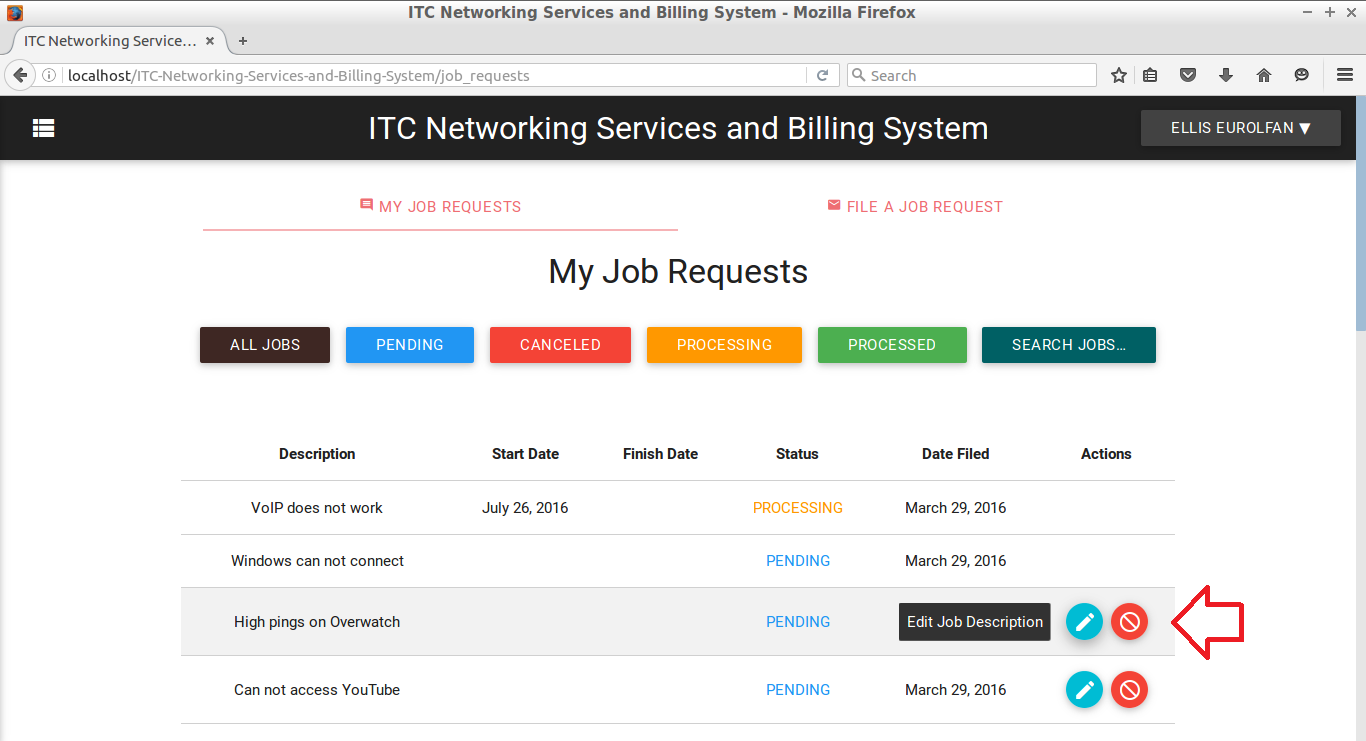 ITC Networking Services and Billing System - Mozilla Firefox
ITC Networking Service...
localhost/ITC-Networking-Services-and-Billing-System/job_requests
Search
ITC Networking Services and Billing System
ELLIS EUROLFAN ▼
MY JOB REQUESTS
FILE A JOB REQUEST
My Job Requests
ALL JOBS
PENDING
CANCELED
PROCESSING
PROCESSED
SEARCH JOBS...
Description Start Date Finish Date Status Date Filed Actions
VoIP does not work July 26, 2016 PROCESSING March 29, 2016
Windows can not connect PENDING March 29, 2016
High pings on Overwatch PENDING Edit Job Description
Can not access YouTube PENDING March 29, 2016